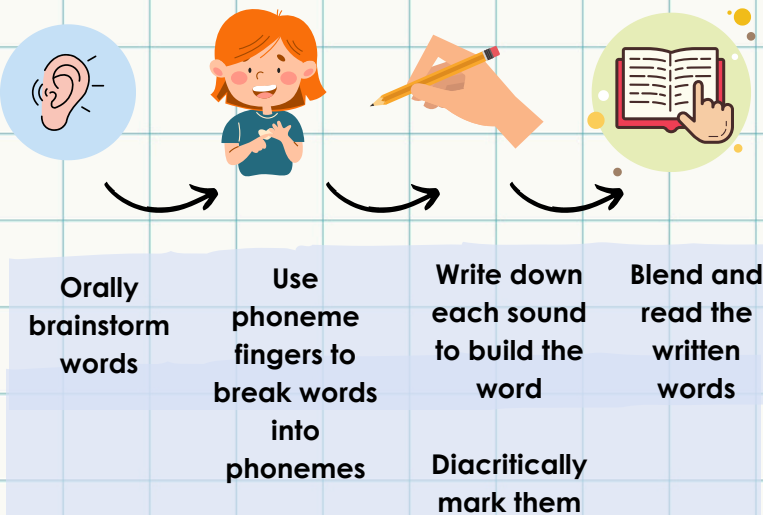 Orally
brainstorm
words
Use
phoneme
fingers to
break words
into
phonemes
Write down
each sound
to build the
word
Diacritically
mark them
Blend and
read the
written
words